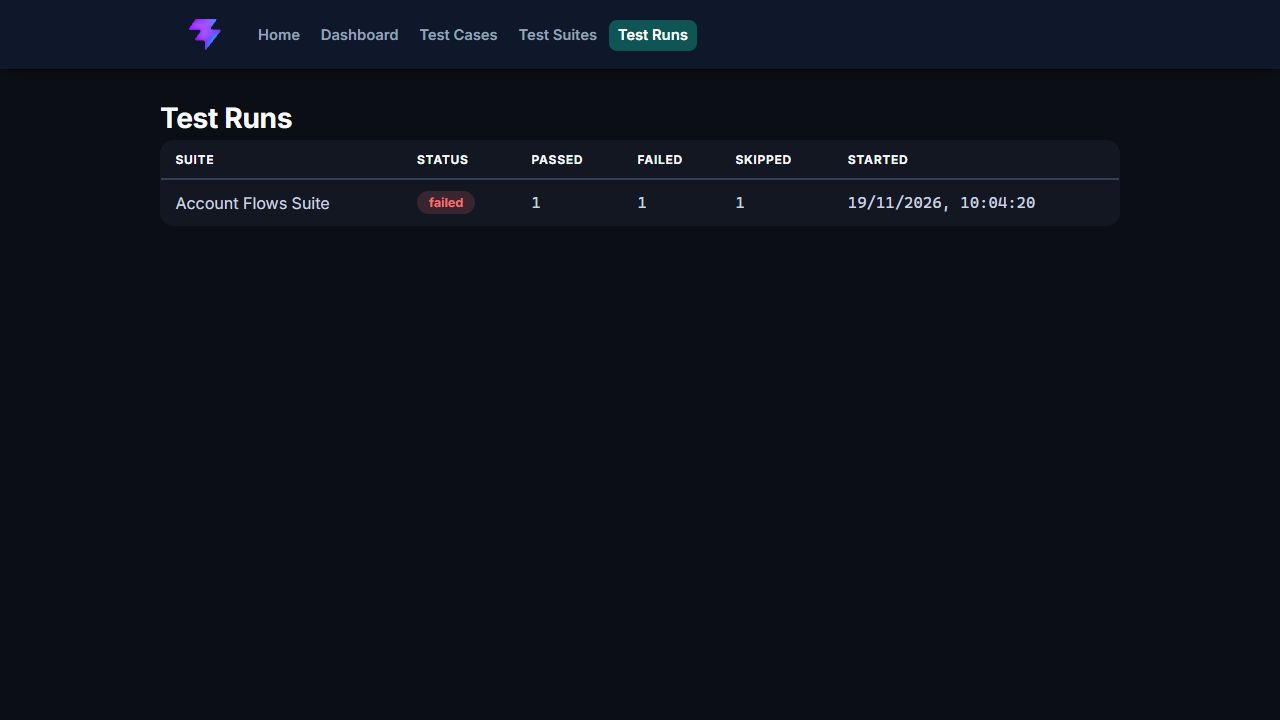 Home Dashboard Test Cases Test Suites Test Runs
Test Runs
SUITE STATUS PASSED FAILED SKIPPED STARTED
Account Flows Suite failed 1 1 1 19/11/2026, 10:04:20